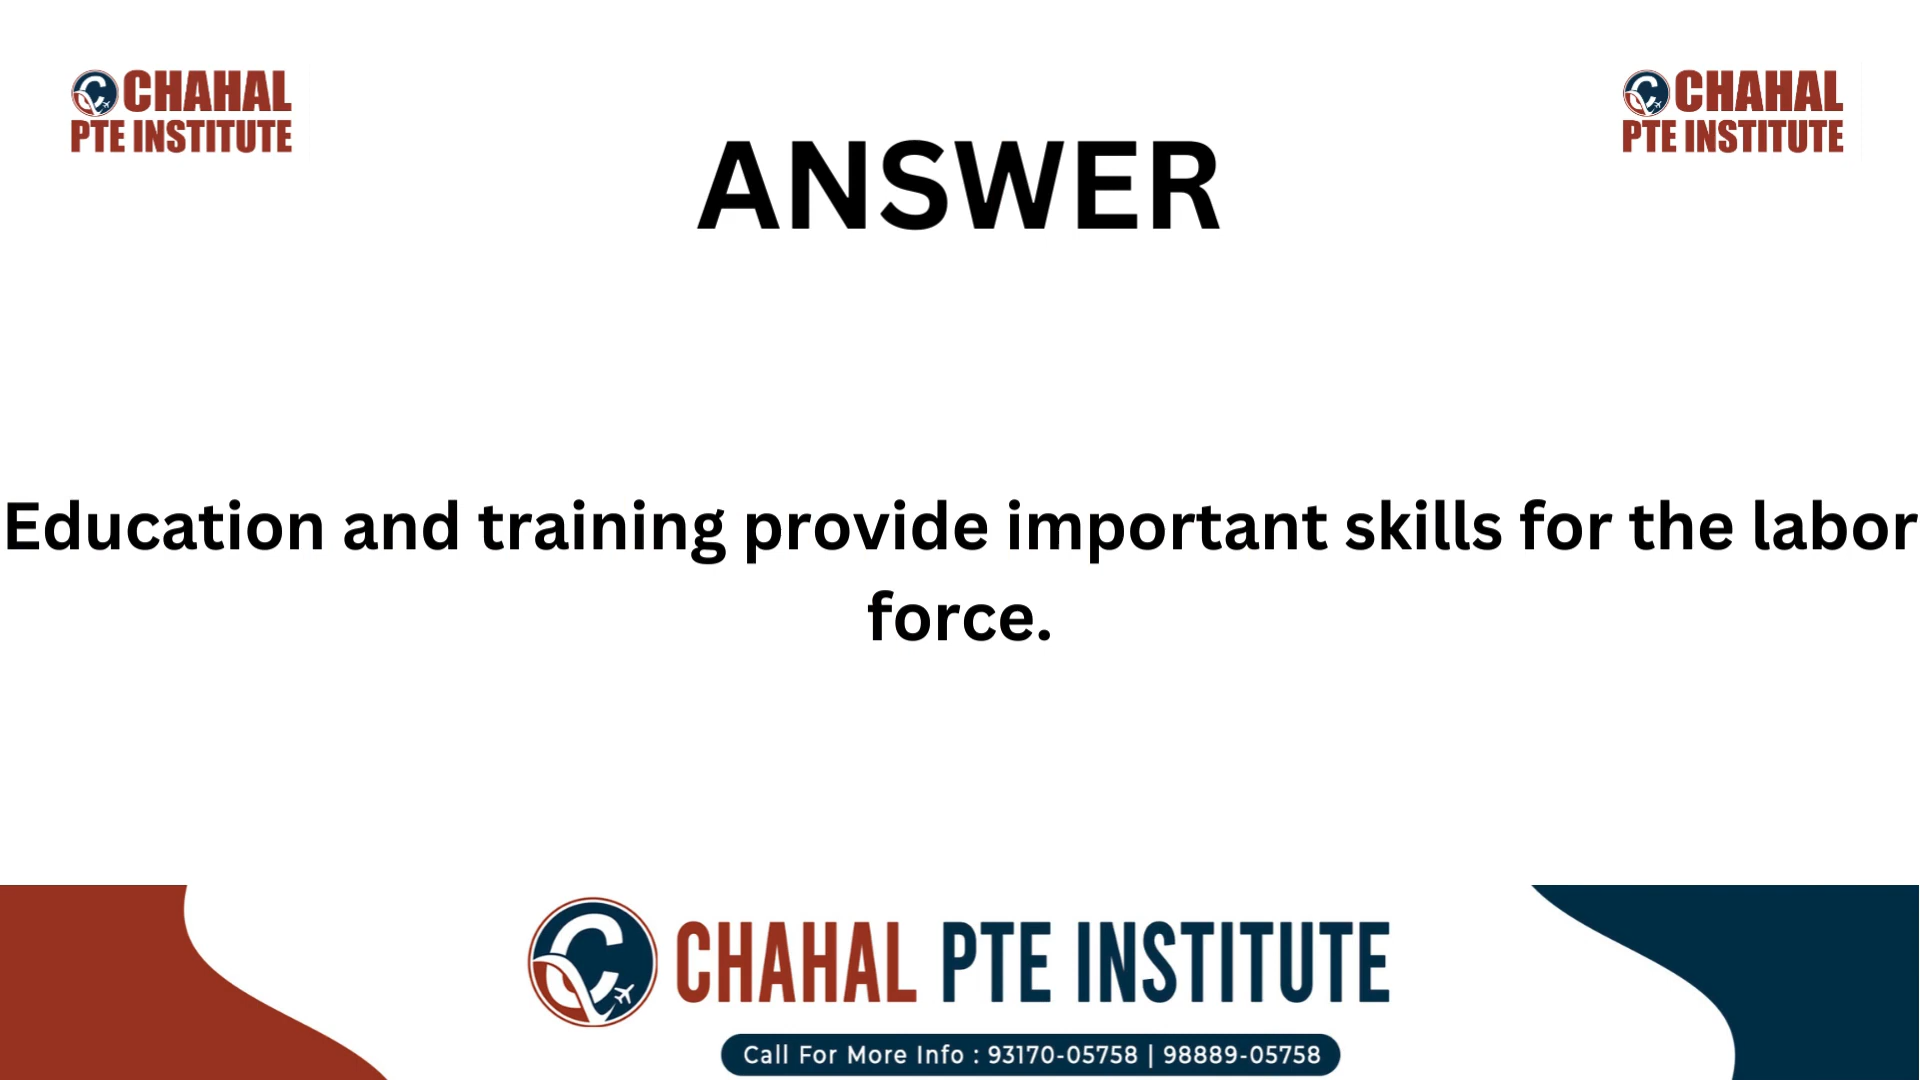 CHAHAL
PTE INSTITUTE
CHAHAL
PTE INSTITUTE
ANSWER
Education and training provide important skills for the labor
force.
CHAHAL PTE INSTITUTE
Call For More Info : 93170-05758 | 98889-05758